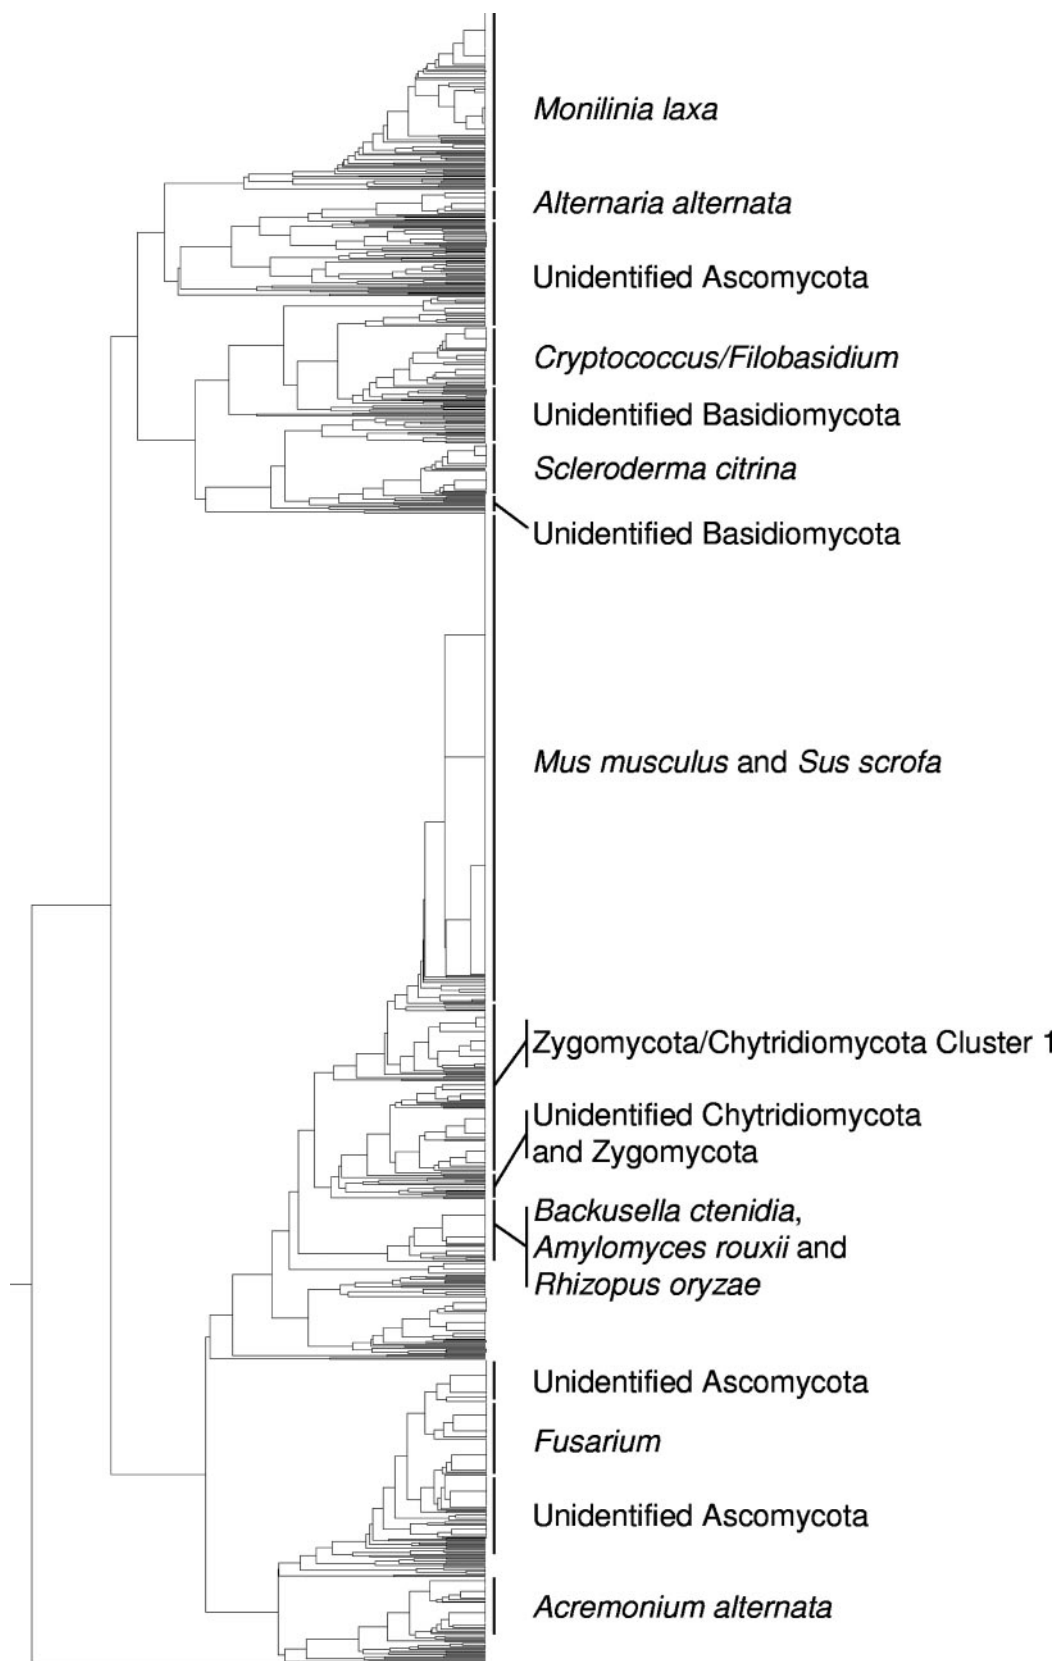 Monilinia laxa
Alternaria alternata
Unidentified Ascomycota
Cryptococcus/Filobasidium
Unidentified Basidiomycota
Scleroderma citrina
Unidentified Basidiomycota
Mus musculus and Sus scrofa
Zygomycota/Chytridiomycota Cluster 1
Unidentified Chytridiomycota
and Zygomycota
Backusella ctenidia,
Amylomyces rouxii and
Rhizopus oryzae
Unidentified Ascomycota
Fusarium
Unidentified Ascomycota
Acremonium alternata